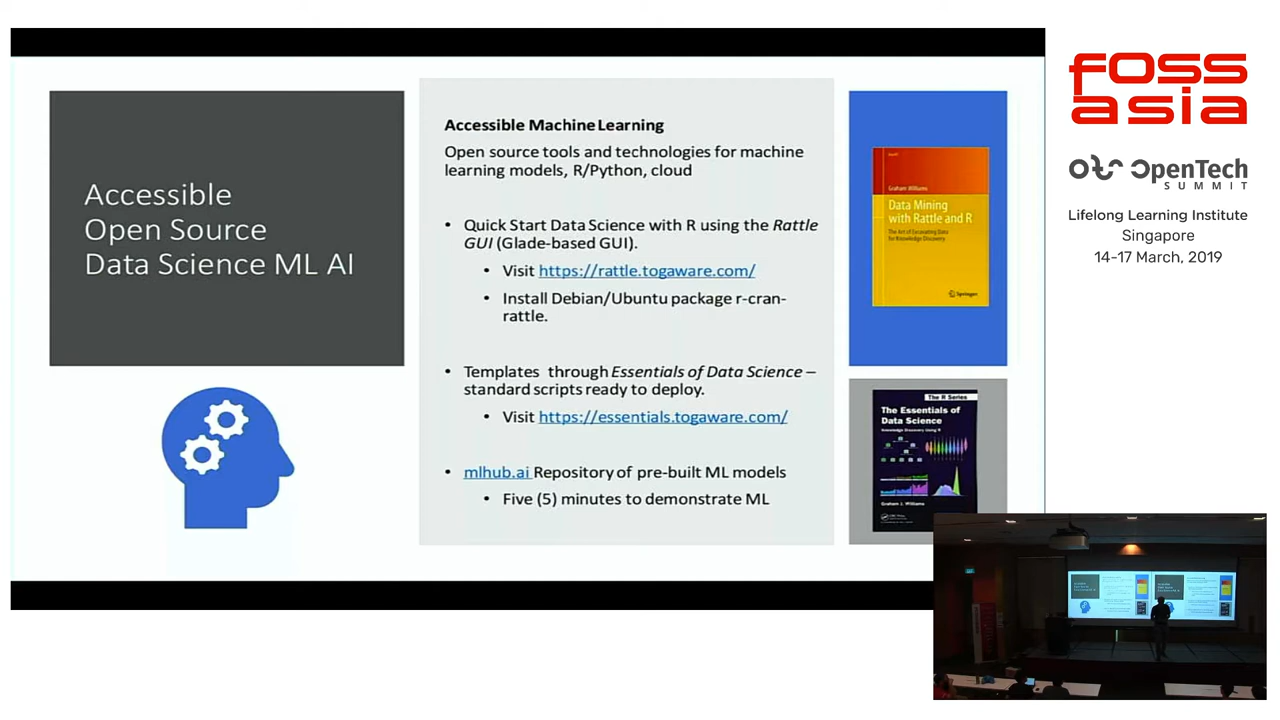 Accessible
Open Source
Data Science ML AI
Accessible Machine Learning
Open source tools and technologies for machine
learning models, R/Python, cloud
• Quick Start Data Science with R using the Rattle
GUI (Glade-based GUI).
• Visit https://rattle.togaware.com/
• Install Debian/Ubuntu package r-cran-
rattle.
• Templates through Essentials of Data Science –
standard scripts ready to deploy.
• Visit https://essentials.togaware.com/
• mlhub.ai Repository of pre-built ML models
• Five (5) minutes to demonstrate ML
Graham Williams
Data Mining
with Rattle and R
The Art of Excavating Data
for Knowledge Discovery
Springer
The R Series
The Essentials of
Data Science
Knowledge Discovery Using R
Graham J. Williams
FOSS
ASIA
OpenTech
SUMMIT
Lifelong Learning Institute
Singapore
14-17 March, 2019